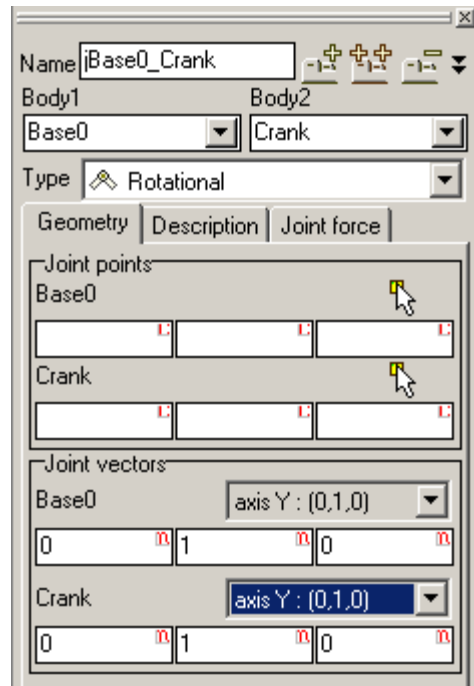 Name jBase0_Crank
Body1 Body2
Base0 Crank
Type Rotational
Geometry Description Joint force
Joint points
Base0
C C C
Crank
C C C
Joint vectors
Base0 axis Y : (0,1,0)
0 n 1 n 0 n
Crank axis Y : (0,1,0)
0 n 1 n 0 n